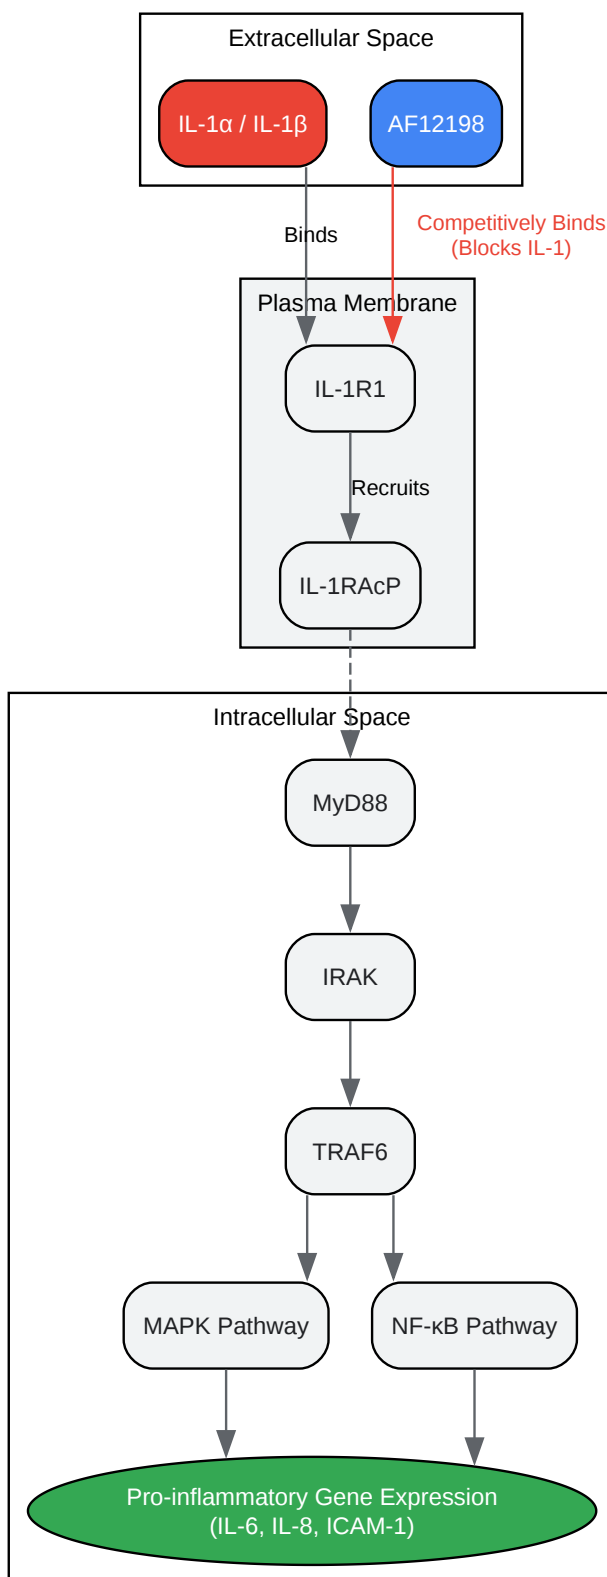 Extracellular Space
IL-1α / IL-1β
AF12198
Binds
Competitively Binds
(Blocks IL-1)
Plasma Membrane
IL-1R1
Recruits
IL-1RAcP
Intracellular Space
MyD88
IRAK
TRAF6
MAPK Pathway
NF-κB Pathway
Pro-inflammatory Gene Expression
(IL-6, IL-8, ICAM-1)